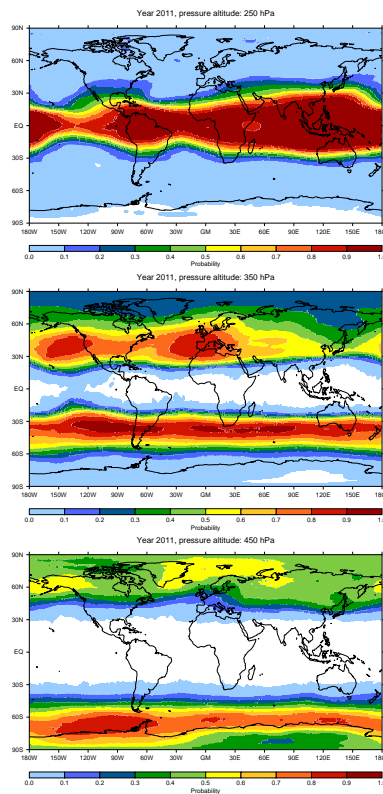 Year 2011, pressure altitude: 250 hPa
90N
60N
30N
EQ
30S
60S
90S
180W 150W 120W 90W 60W 30W GM 30E 60E 90E 120E 150E 18
0.0 0.1 0.2 0.3 0.4 0.5 0.6 0.7 0.8 0.9 1.
Probability
Year 2011, pressure altitude: 350 hPa
90N
60N
30N
EQ
30S
60S
90S
180W 150W 120W 90W 60W 30W GM 30E 60E 90E 120E 150E 18
0.0 0.1 0.2 0.3 0.4 0.5 0.6 0.7 0.8 0.9 1.
Probability
Year 2011, pressure altitude: 450 hPa
90N
60N
30N
EQ
30S
60S
90S
180W 150W 120W 90W 60W 30W GM 30E 60E 90E 120E 150E 18
0.0 0.1 0.2 0.3 0.4 0.5 0.6 0.7 0.8 0.9 1.
Probability